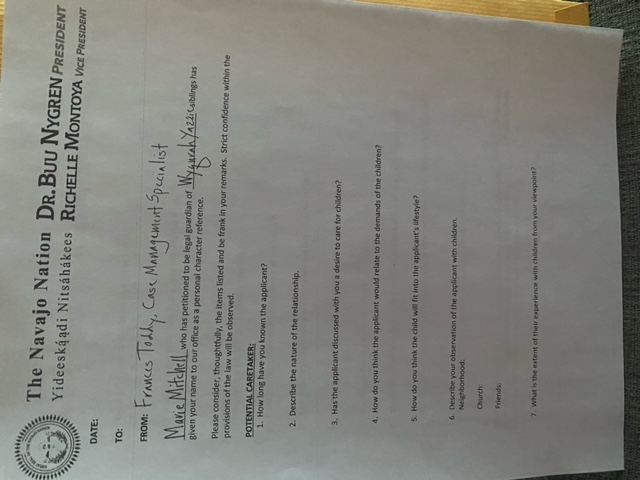 The Navajo Nation DR. BUU NYGREN PRESIDENT
Yideeską́ądi Nitsáhákees RICHELLE MONTOYA VICE PRESIDENT
DATE:
TO:
FROM: Frances Toddy, Case Management Specialist
Marie Mitchell who has petitioned to be legal guardian of Yazzie siblings has
given your name to our office as a personal character reference.
Please consider, thoughtfully, the items listed and be frank in your remarks. Strict confidence within the
provisions of the law will be observed.
POTENTIAL CARETAKER:
1. How long have you known the applicant?
2. Describe the nature of the relationship.
3. Has the applicant discussed with you a desire to care for children?
4. How do you think the applicant would relate to the demands of the children?
5. How do you think the child will fit into the applicant's lifestyle?
6. Describe your observation of the applicant with children.
Neighborhood:
Church:
Friends:
7. What is the extent of their experience with children from your viewpoint?